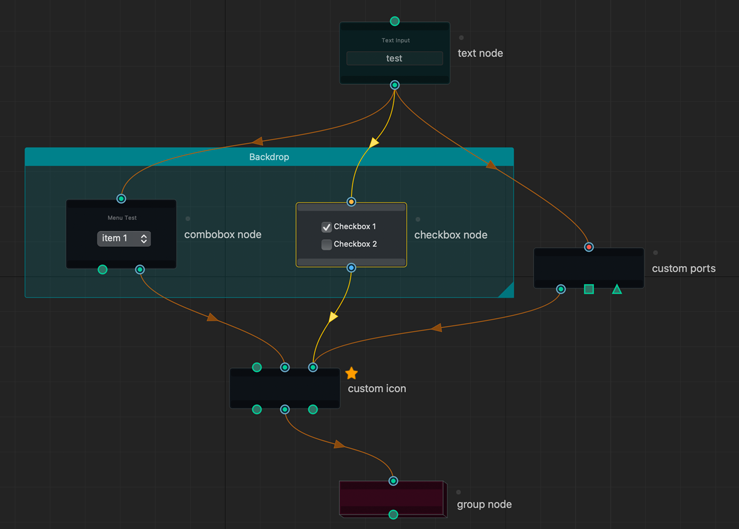 Text Input
test
text node
Backdrop
Menu Test
item 1
combobox node
Checkbox 1
Checkbox 2
checkbox node
custom ports
custom icon
group node